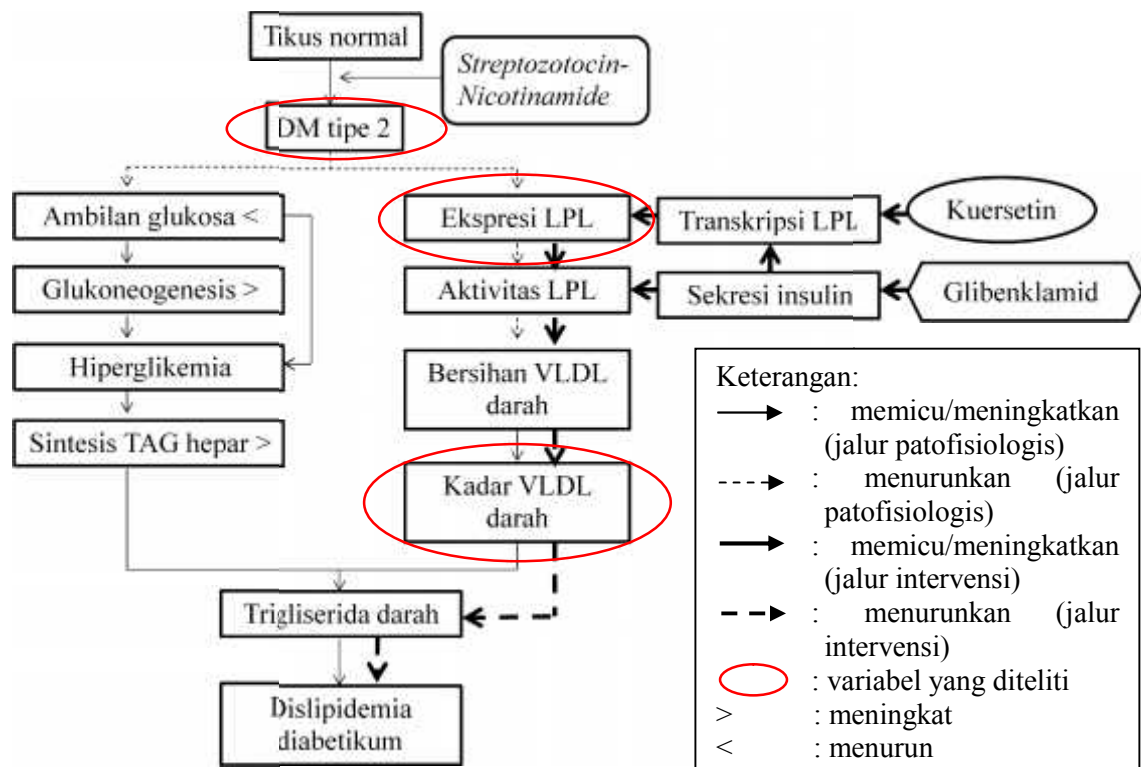 Tikus normal
Streptozotocin-
Nicotinamide
DM tipe 2
Ambilan glukosa <
Glukoneogenesis >
Hiperglikemia
Sintesis TAG hepar >
Ekspresi LPL
Aktivitas LPL
Bersihan VLDL
darah
Kadar VLDL
darah
Transkripsi LPL
Sekresi insulin
Kuersetin
Glibenklamid
Trigliserida darah
Dislipidemia
diabetikum
Keterangan:
: memicu/meningkatkan
(jalur patofisiologis)
: menurunkan (jalur
patofisiologis)
: memicu/meningkatkan
(jalur intervensi)
: menurunkan (jalur
intervensi)
: variabel yang diteliti
> : meningkat
< : menurun